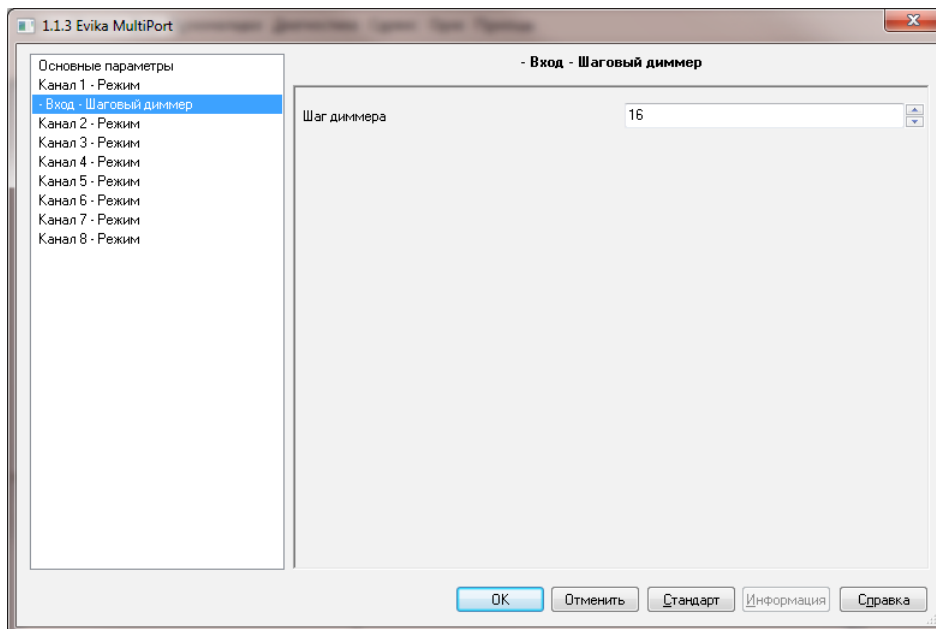 1.1.3 Evika MultiPort
Основные параметры
Канал 1 - Режим
- Вход - Шаговый диммер
Канал 2 - Режим
Канал 3 - Режим
Канал 4 - Режим
Канал 5 - Режим
Канал 6 - Режим
Канал 7 - Режим
Канал 8 - Режим
- Вход - Шаговый диммер
Шаг диммера 16
OK Отменить Стандарт Информация Справка